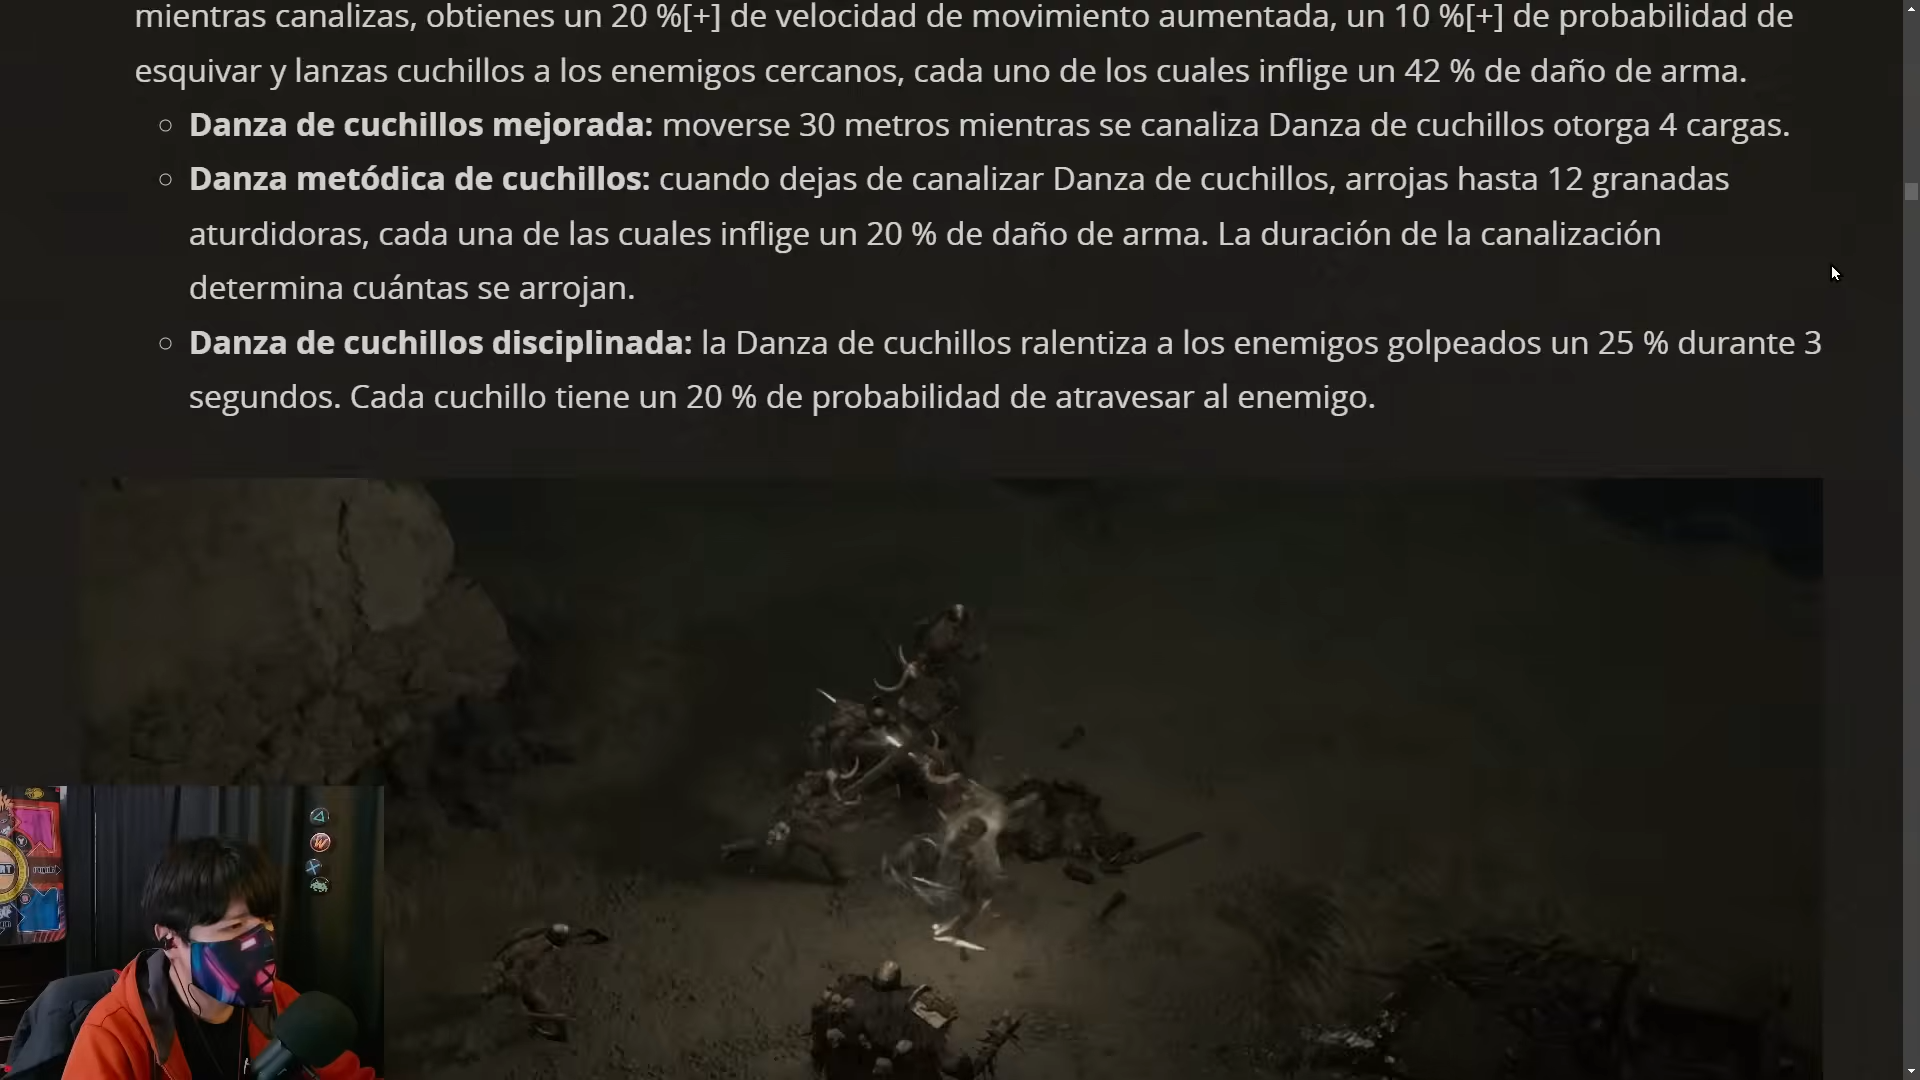 mientras canalizas, obtienes un 20 %[+] de velocidad de movimiento aumentada, un 10 %[+] de probabilidad de
esquivar y lanzas cuchillos a los enemigos cercanos, cada uno de los cuales inflige un 42 % de daño de arma.
Danza de cuchillos mejorada: moverse 30 metros mientras se canaliza Danza de cuchillos otorga 4 cargas.
Danza metódica de cuchillos: cuando dejas de canalizar Danza de cuchillos, arrojas hasta 12 granadas
aturdidoras, cada una de las cuales inflige un 20 % de daño de arma. La duración de la canalización
determina cuántas se arrojan.
Danza de cuchillos disciplinada: la Danza de cuchillos ralentiza a los enemigos golpeados un 25 % durante 3
segundos. Cada cuchillo tiene un 20 % de probabilidad de atravesar al enemigo.